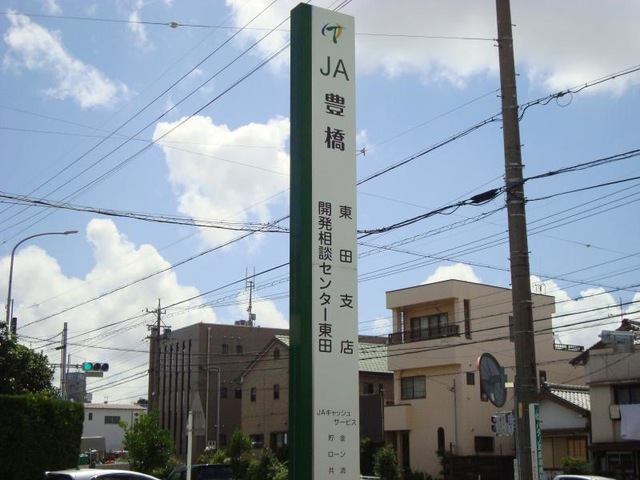 JA
豊橋
東田支店
開発相談センター東田
JAキャッシュ
サービス
貯金
ローン
共済